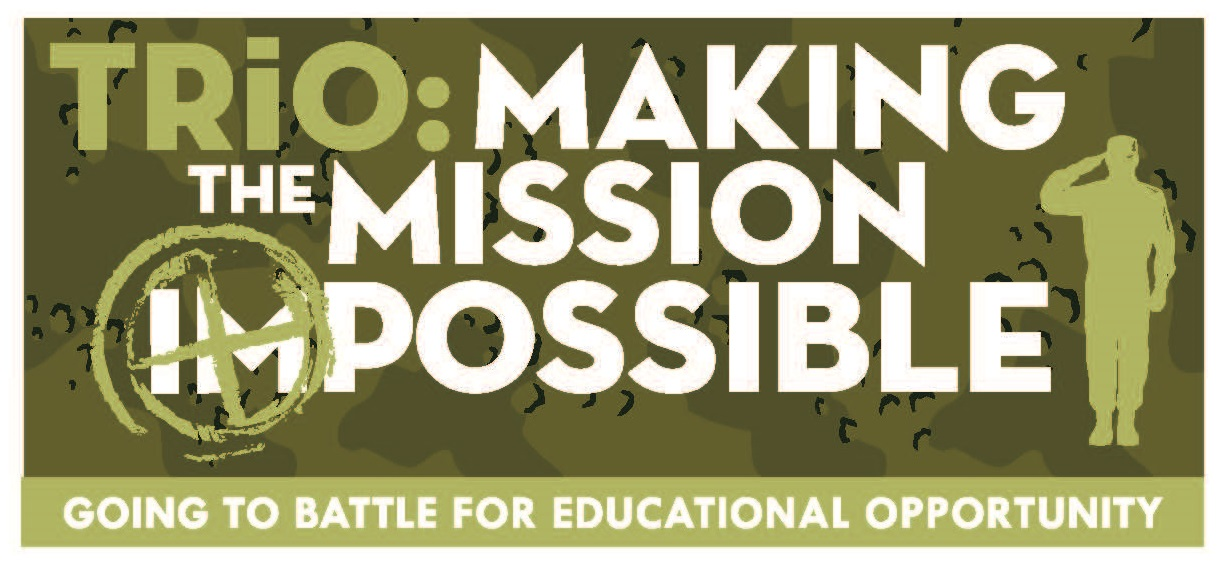 TRiO: MAKING
THE MISSION
IMPOSSIBLE
GOING TO BATTLE FOR EDUCATIONAL OPPORTUNITY